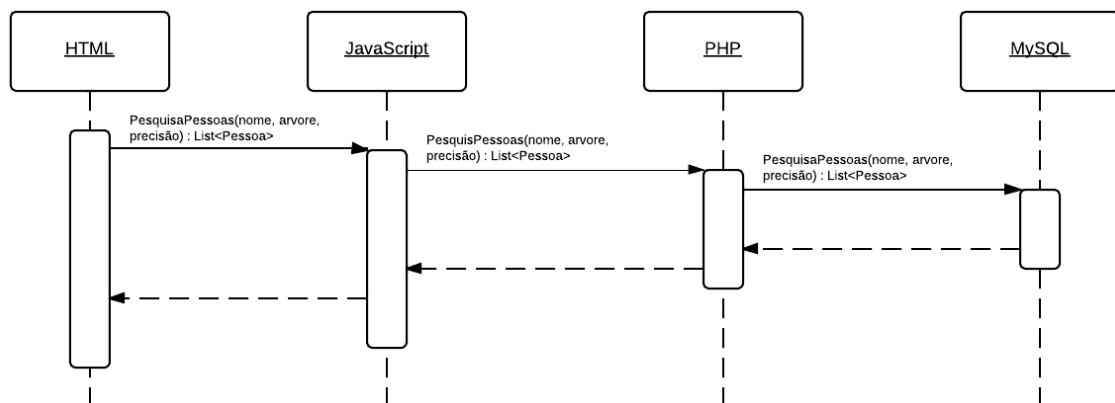 HTML
JavaScript
PHP
MySQL
PesquisaPessoas(nome, arvore,
precisão) : List<Pessoa>
PesquisPessoas(nome, arvore,
precisão) : List<Pessoa>
PesquisaPessoas(nome, arvore,
precisão) : List<Pessoa>